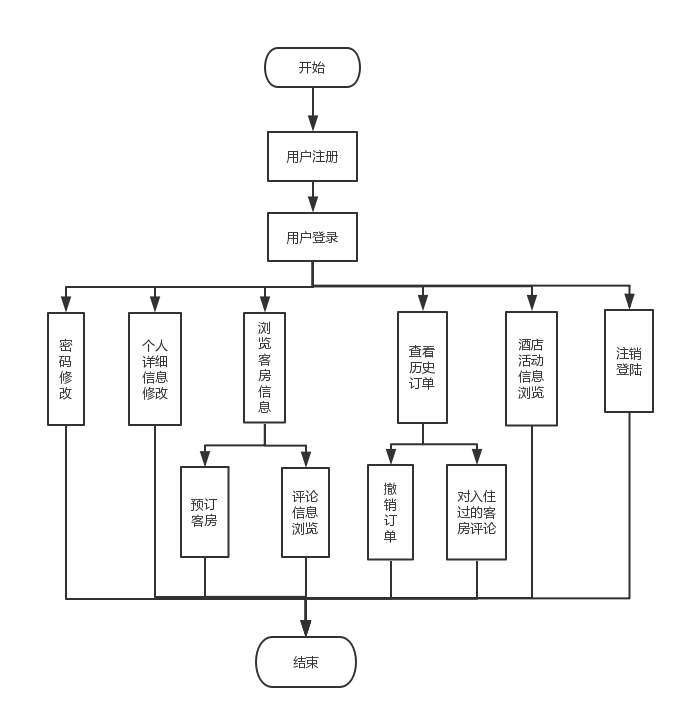 开始
用户注册
用户登录
密
码
修
改
个人
详细
信息
修改
浏
览
客
房
信
息
查看
历史
订单
酒店
活动
信息
浏览
注销
登陆
预订
客房
评论
信息
浏览
撤
销
订
单
对入住
过的客
房评论
结束